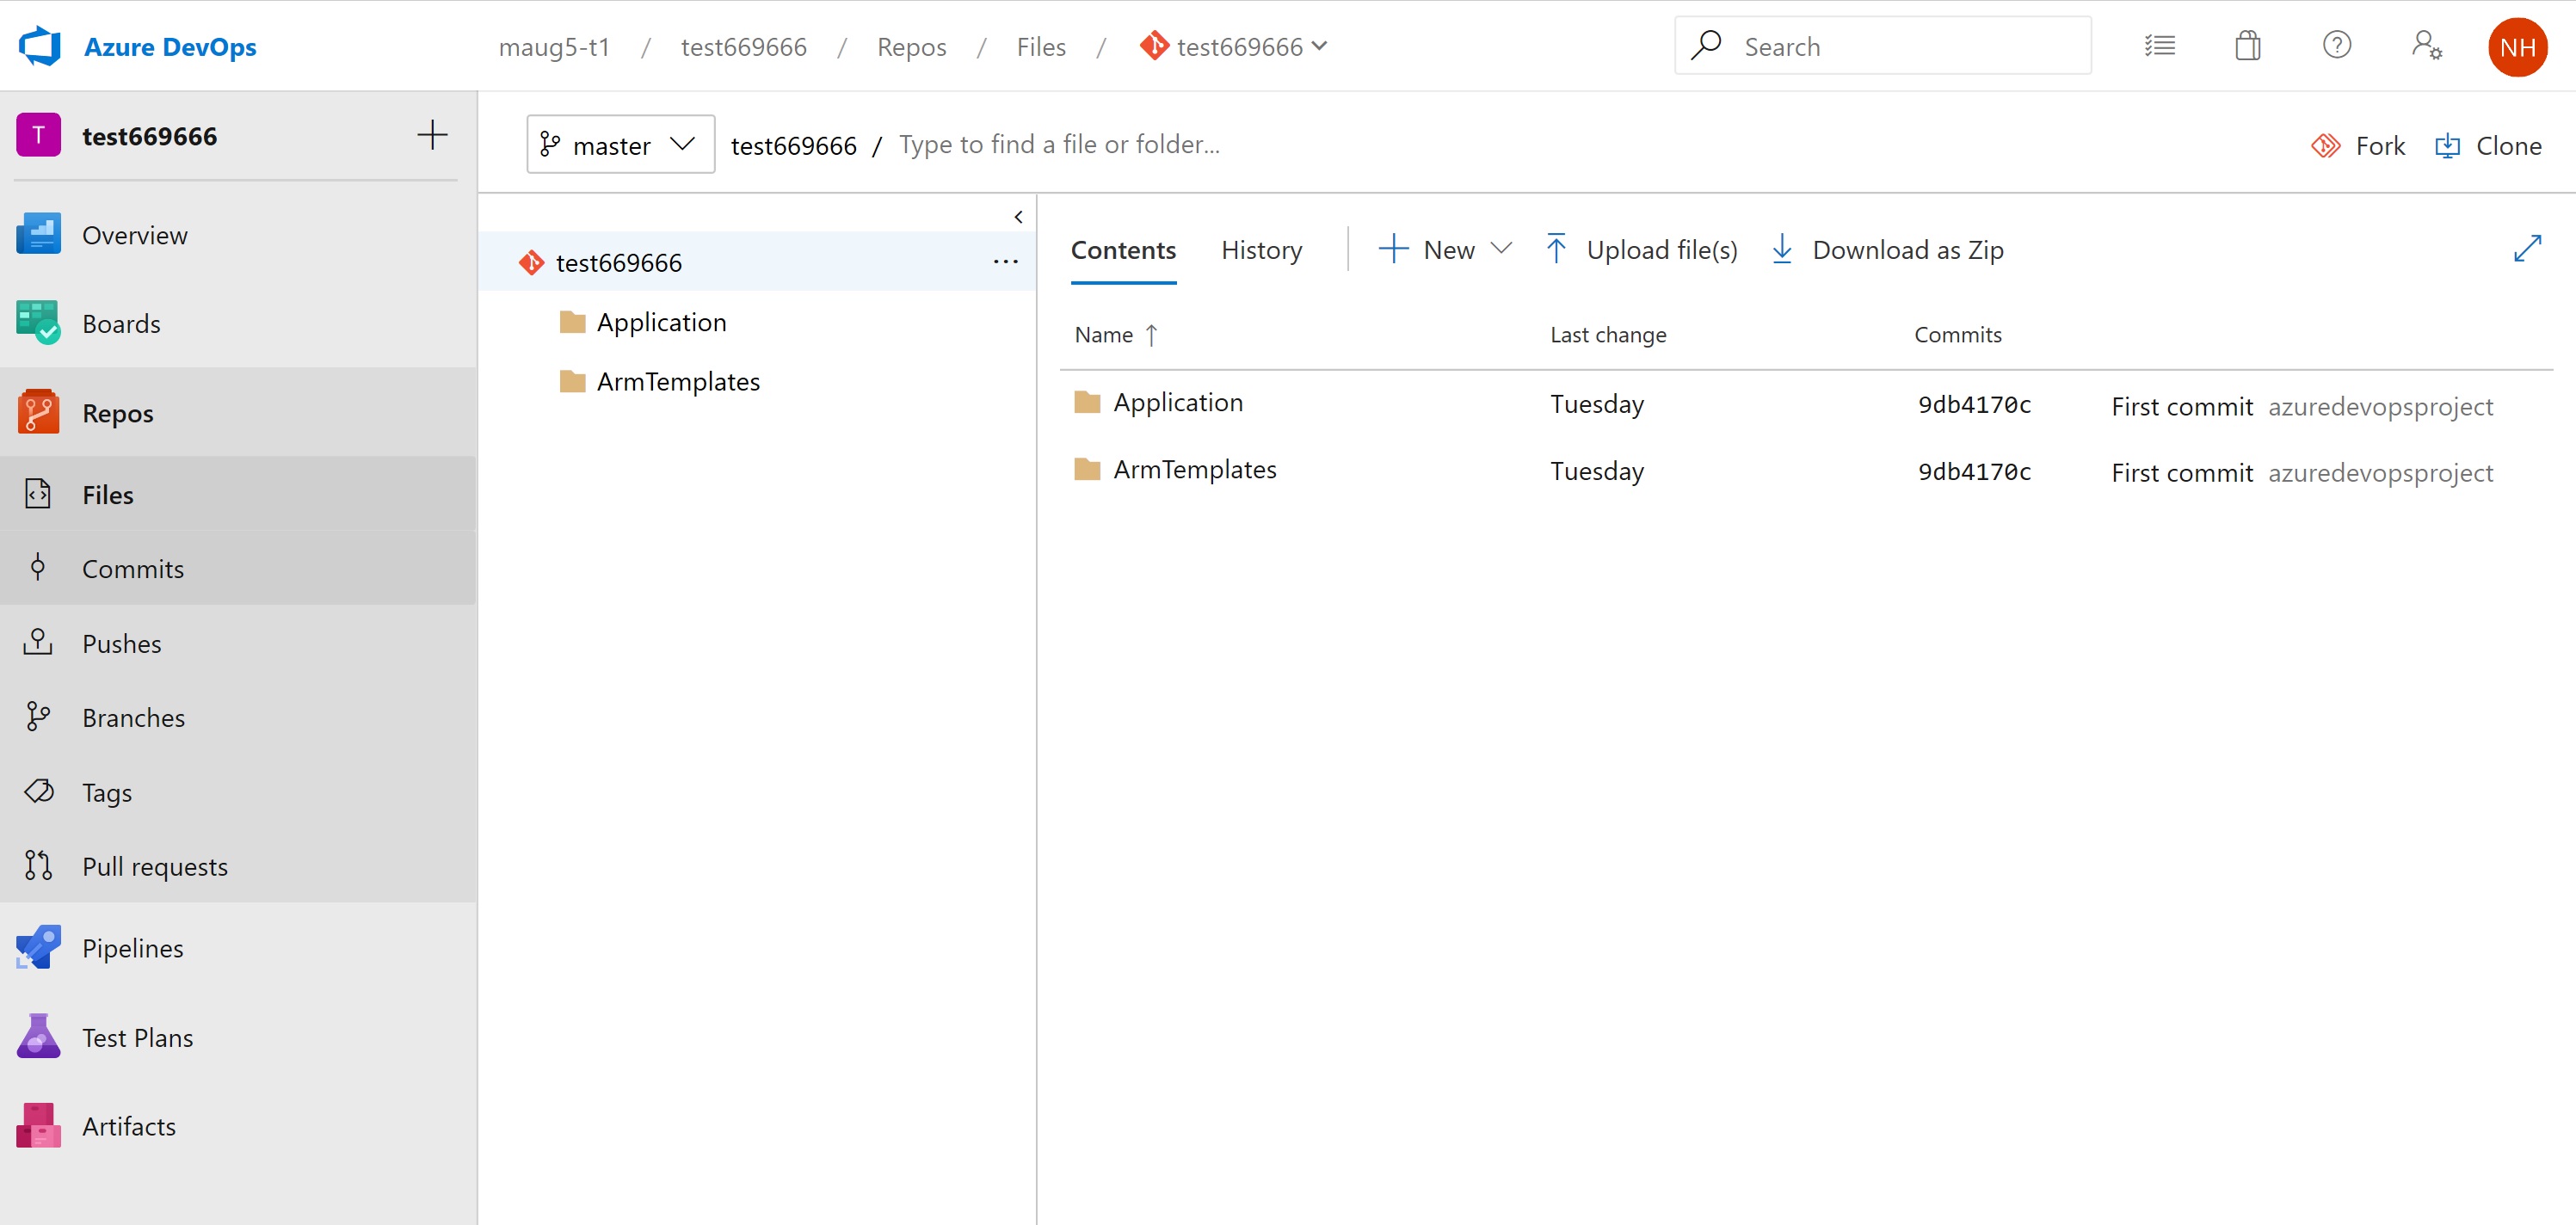 Azure DevOps
maug5-t1 / test669666 / Repos / Files / test669666
Search
NH
T test669666
master
test669666 / Type to find a file or folder...
Fork
Clone
Overview
Boards
Repos
Files
Commits
Pushes
Branches
Tags
Pull requests
Pipelines
Test Plans
Artifacts
test669666
Application
ArmTemplates
Contents History New Upload file(s) Download as Zip
Name ↑ Last change Commits
Application Tuesday 9db4170c First commit azuredevopsproject
ArmTemplates Tuesday 9db4170c First commit azuredevopsproject